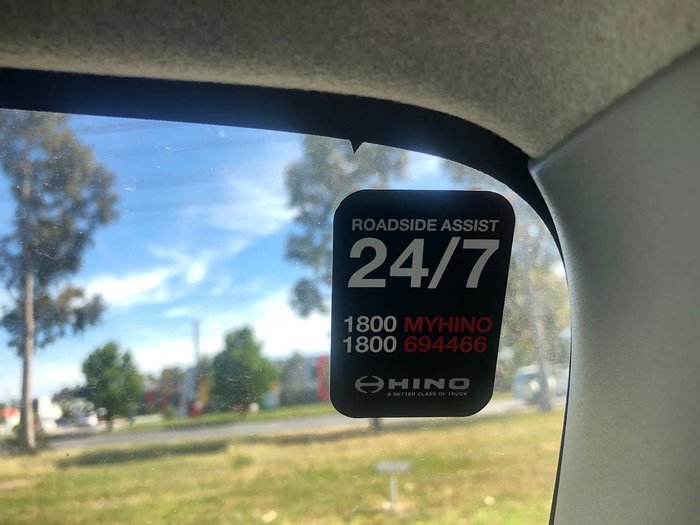 ROADSIDE ASSIST
24/7
1800 MYHINO
1800 694466
HINO
A BETTER CLASS OF TRUCK